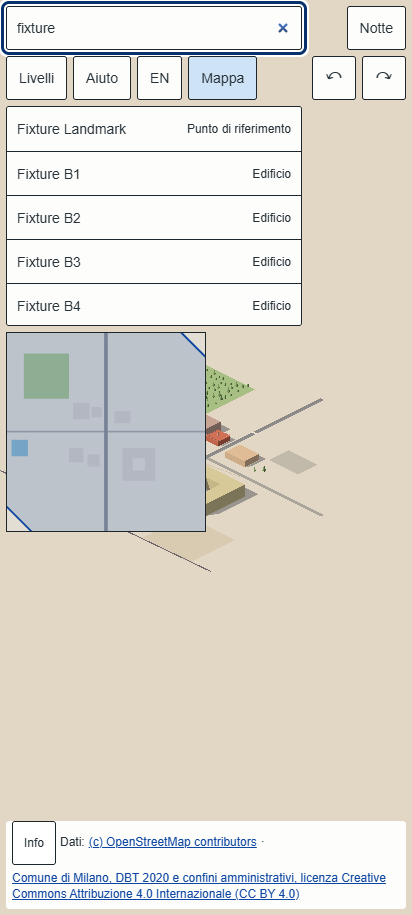 fixture ×
Notte
Livelli Aiuto EN Mappa
Fixture Landmark Punto di riferimento
Fixture B1 Edificio
Fixture B2 Edificio
Fixture B3 Edificio
Fixture B4 Edificio
Info Dati: (c) OpenStreetMap contributors ·
Comune di Milano, DBT 2020 e confini amministrativi, licenza Creative
Commons Attribuzione 4.0 Internazionale (CC BY 4.0)